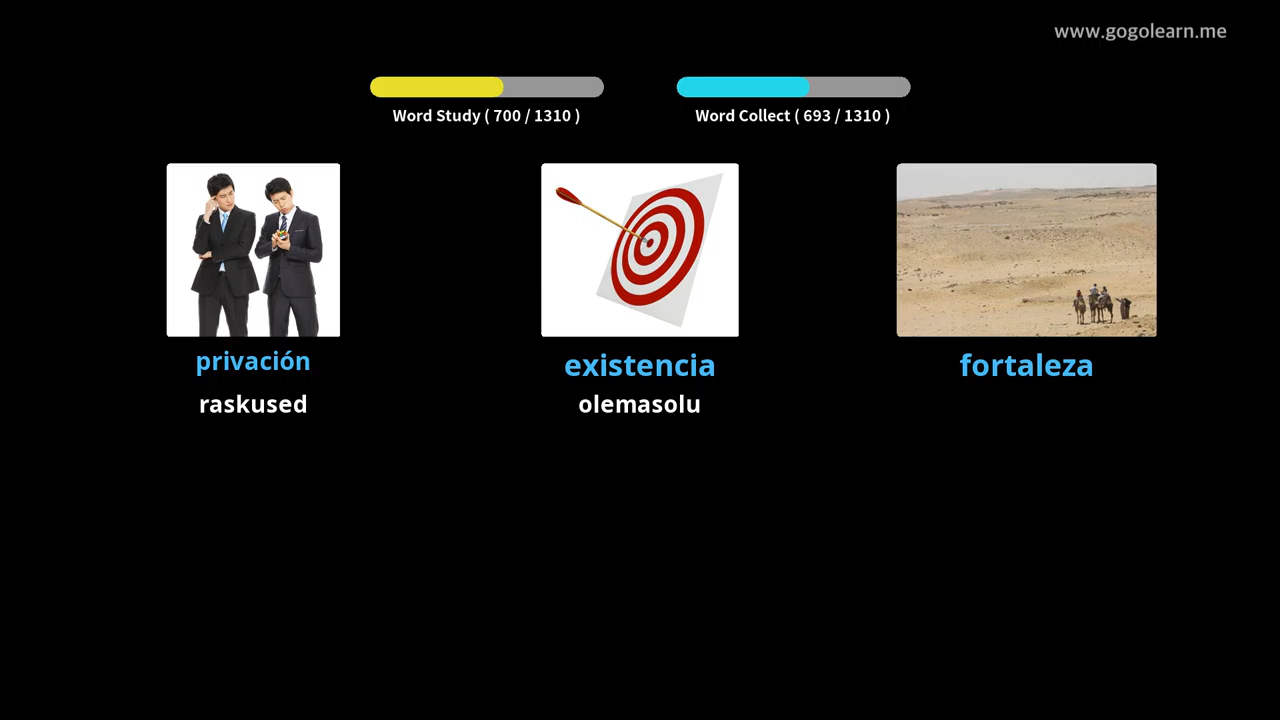 www.gogolearn.me
Word Study ( 700 / 1310 )
Word Collect ( 693 / 1310 )
privación
existencia
fortaleza
raskused
olemasolu